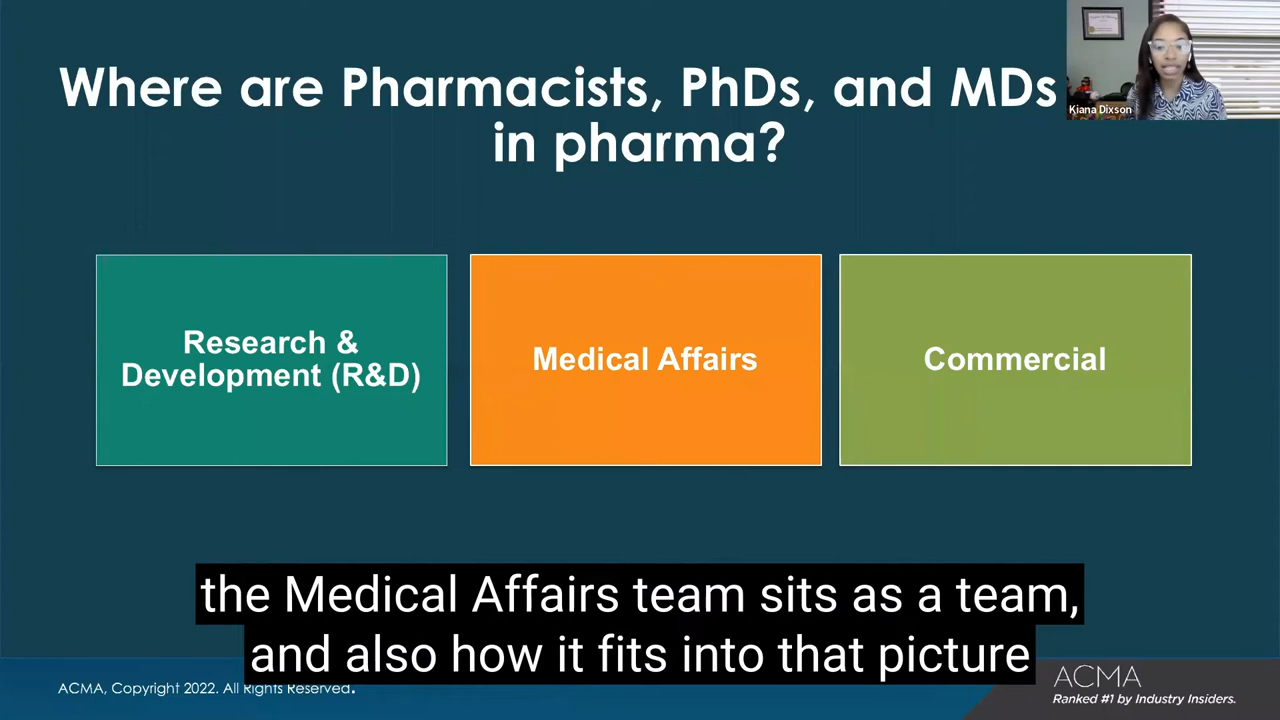 Where are Pharmacists, PhDs, and MDs
in pharma?
Kiana Dixson
Research &
Development (R&D)
Medical Affairs
Commercial
the Medical Affairs team sits as a team,
and also how it fits into that picture
ACMA, Copyright 2022. All Rights Reserved.
ACMA
Ranked #1 by Industry Insiders.